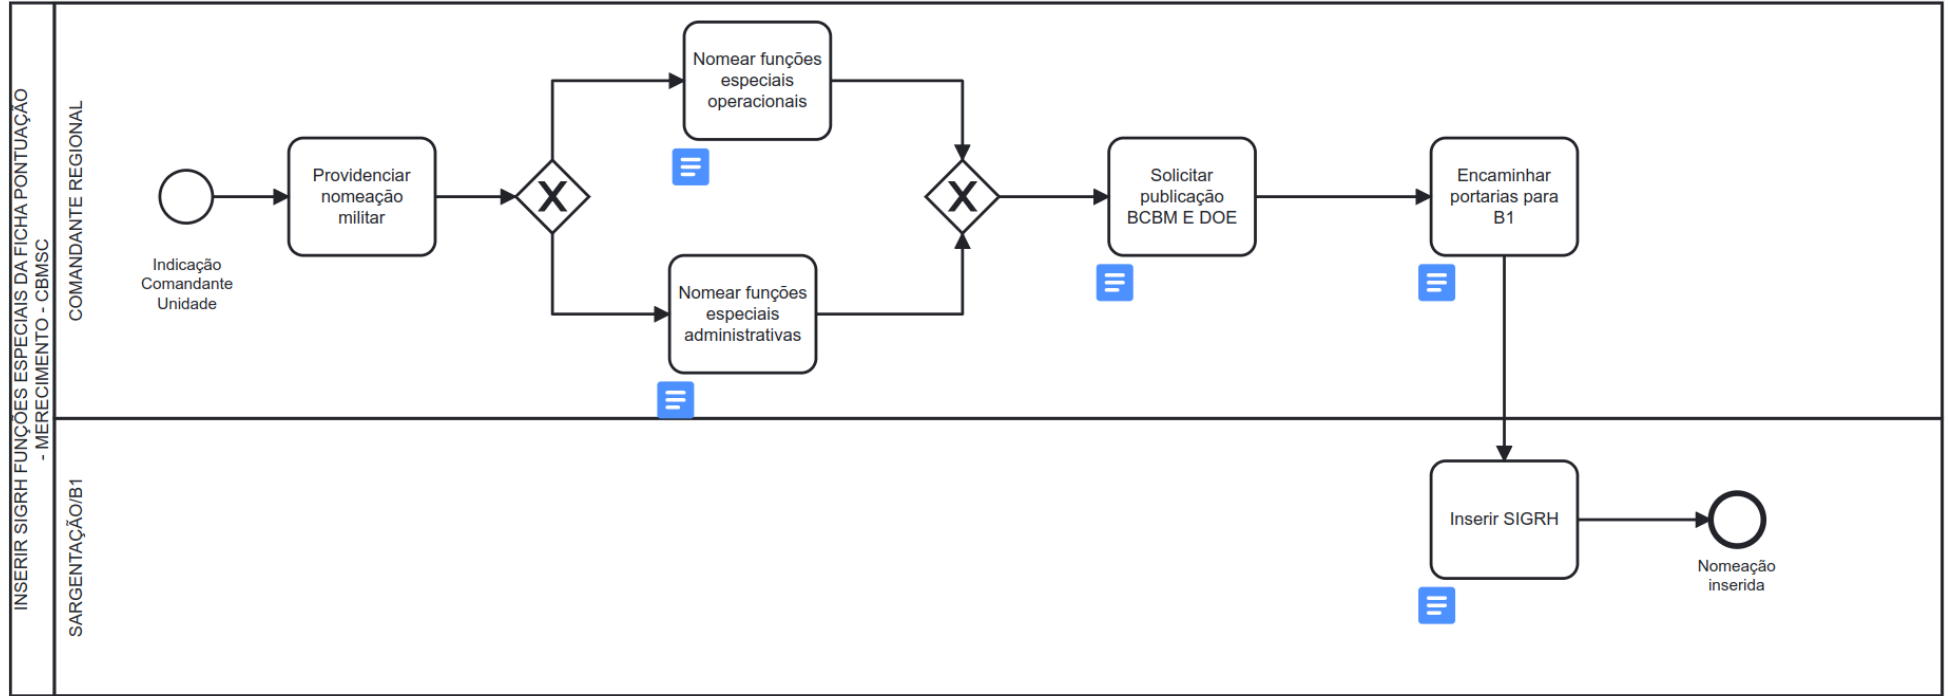 INSERIR SIGRH FUNÇÕES ESPECIAIS DA FICHA PONTUAÇÃO
- MERECIMENTO - CBMSC
COMANDANTE REGIONAL
Indicação
Comandante
Unidade
Providenciar
nomeação
militar
X
Nomear funções
especiais
operacionais
Nomear funções
especiais
administrativas
X
Solicitar
publicação
BCBM E DOE
Encaminhar
portarias para
B1
SARGENTAÇÃO/B1
Inserir SIGRH
Nomeação
inserida